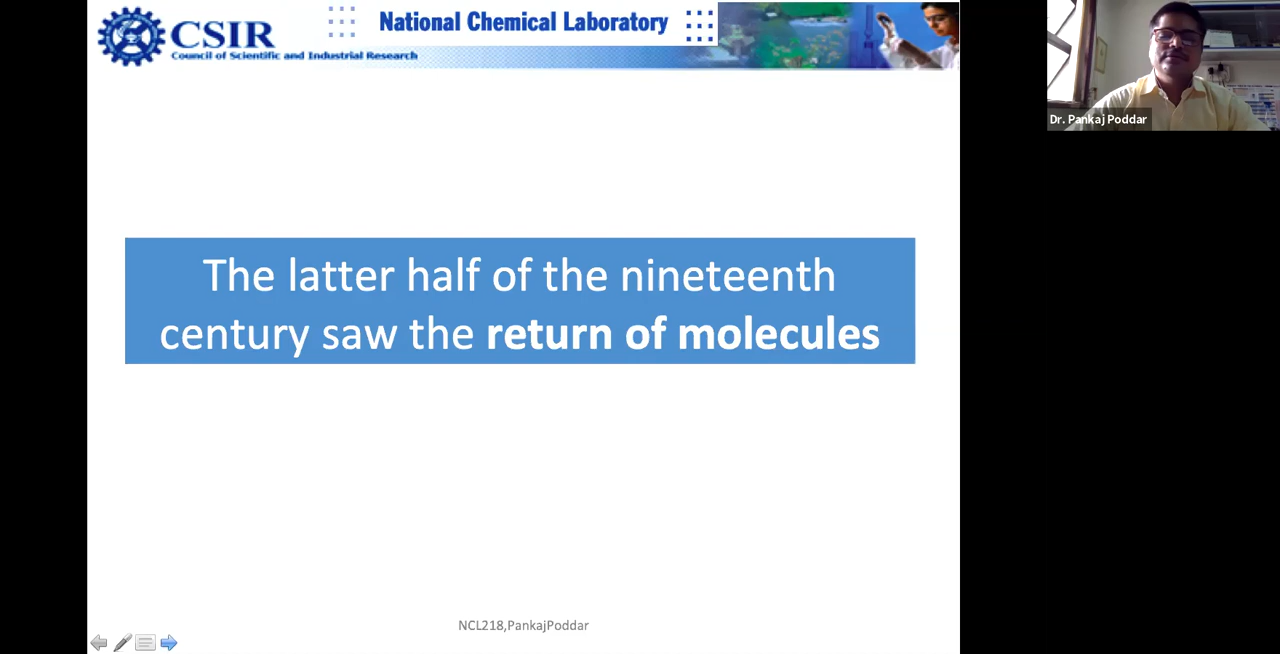 CSIR
Council of Scientific and Industrial Research
National Chemical Laboratory
Dr. Pankaj Poddar
The latter half of the nineteenth
century saw the return of molecules
NCL218,PankajPoddar